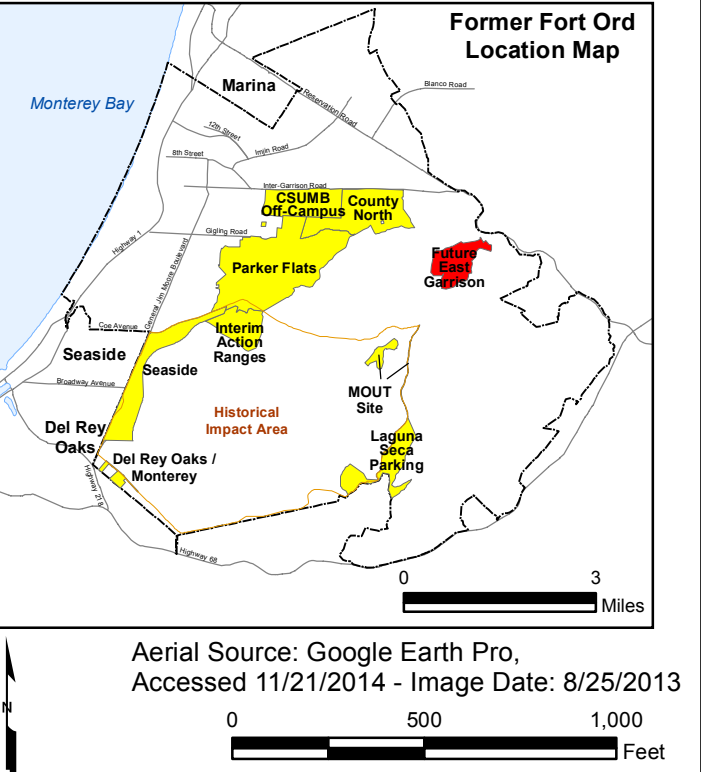 Former Fort Ord
Location Map
Marina
Monterey Bay
Blanco Road
Reservation Road
12th Street
Imjin Road
8th Street
Inter-Garrison Road
CSUMB
Off-Campus
County
North
Gigling Road
Highway 1
General Jim Moore Boulevard
Parker Flats
Future
East
Garrison
Coe Avenue
Interim
Action
Ranges
Seaside
Seaside
Broadway Avenue
MOUT
Site
Historical
Impact Area
Del Rey
Oaks
Laguna
Seca
Parking
Del Rey Oaks /
Monterey
Highway 218
Highway 68
0 3
Miles
Aerial Source: Google Earth Pro,
Accessed 11/21/2014 - Image Date: 8/25/2013
N
0 500 1,000
Feet